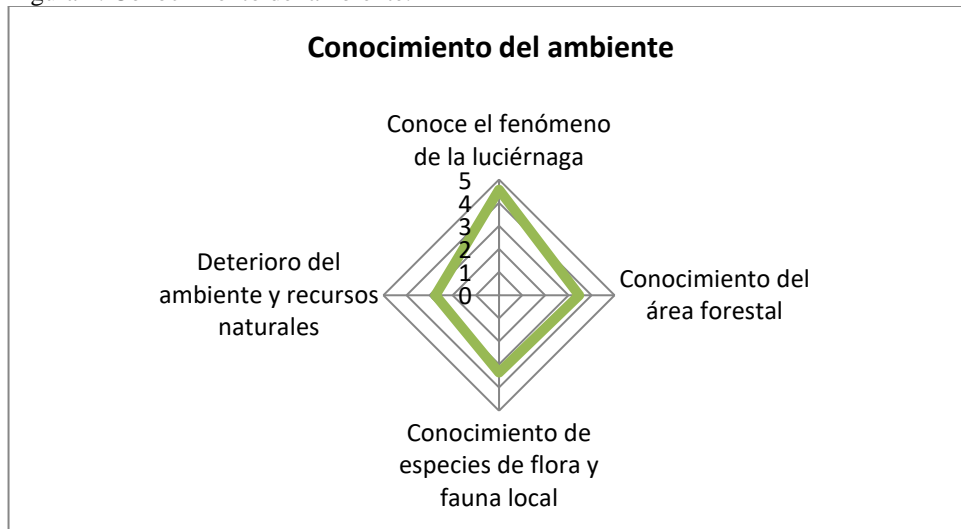 Conocimiento del ambiente
Conoce el fenómeno
de la luciérnaga
5
4
3
2
1
0
Deterioro del
ambiente y recursos
naturales
Conocimiento del
área forestal
Conocimiento de
especies de flora y
fauna local